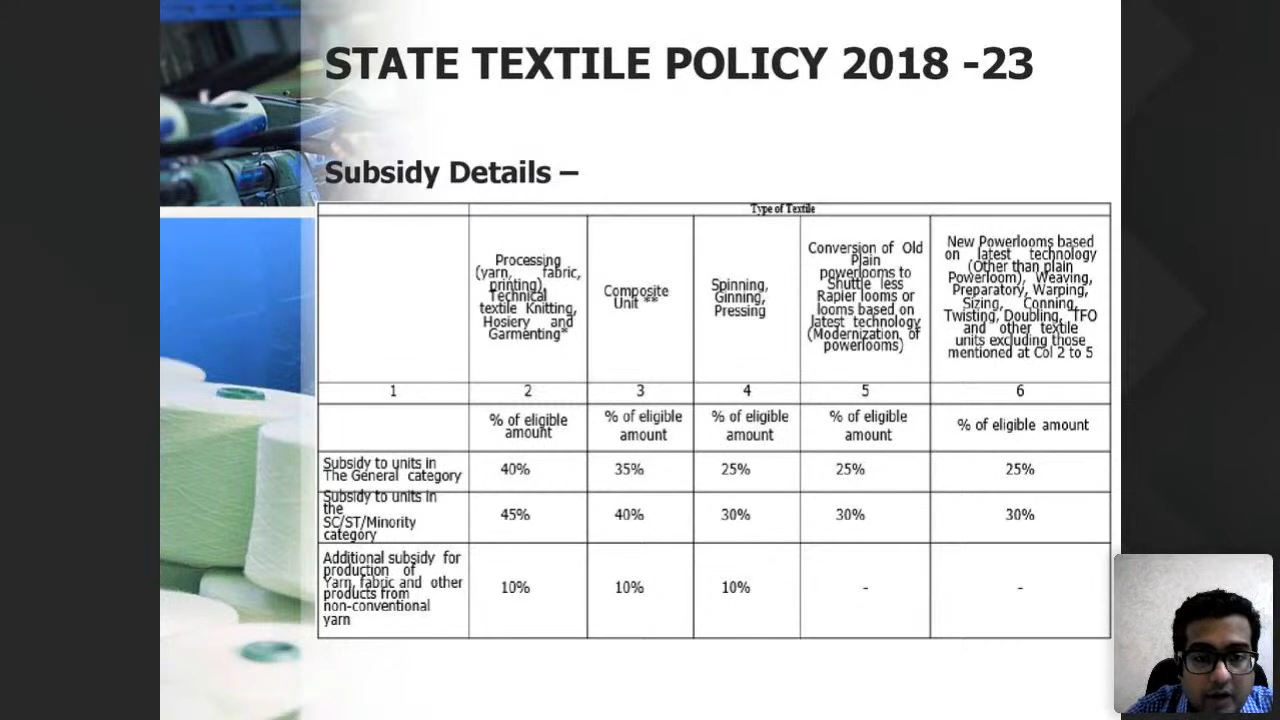 STATE TEXTILE POLICY 2018 -23
Subsidy Details –
Type of Textile
Processing
(yarn, fabric,
printing),
Technical
textile Knitting,
Hosiery and
Garmenting*
Composite
Unit **
Spinning,
Ginning,
Pressing
Conversion of Old
Plain
powerlooms to
Shuttle less
Rapier looms or
looms based on
latest technology
(Modernization of
powerlooms)
New Powerlooms based
on latest technology
(Other than plain
Powerloom), Weaving,
Preparatory, Warping,
Sizing, Conning,
Twisting, Doubling, TFO
and other textile
units excluding those
mentioned at Col 2 to 5
1 2 3 4 5 6
% of eligible
amount
% of eligible
amount
% of eligible
amount
% of eligible
amount
% of eligible amount
Subsidy to units in
The General category
40% 35% 25% 25% 25%
Subsidy to units in
the
SC/ST/Minority
category
45% 40% 30% 30% 30%
Additional subsidy for
production of
Yarn, fabric and other
products from
non-conventional
yarn
10% 10% 10% - -